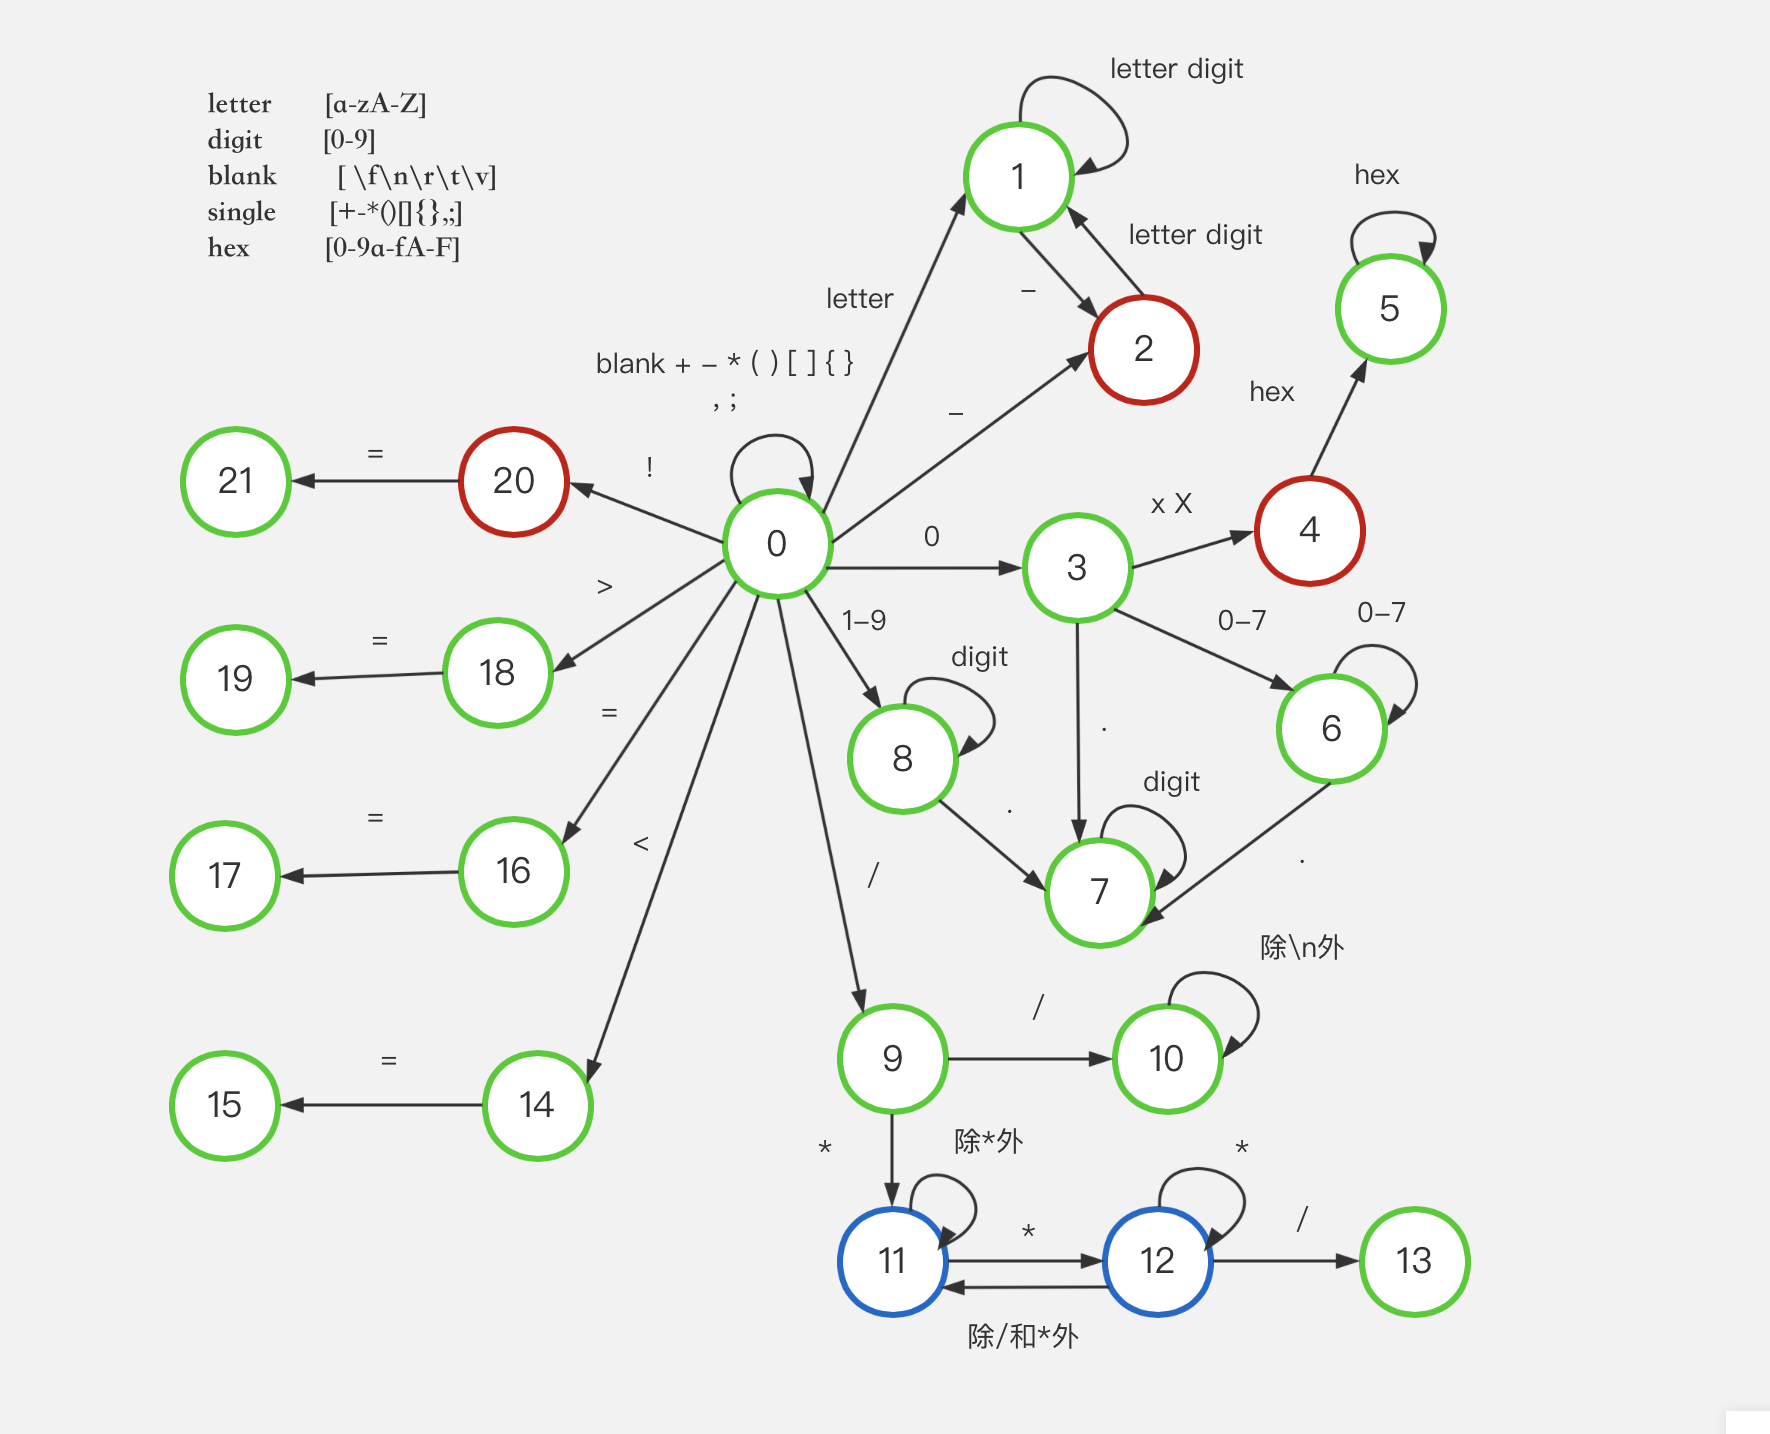 letter [a-zA-Z]
digit [0-9]
blank [ \f\n\r\t\v]
single [+-*()[]{},;]
hex [0-9a-fA-F]
letter digit
1
hex
letter digit
letter
–
5
2
blank + – * ( ) [ ] { }
, ;
hex
–
21
=
20
!
0
0
3
x X
4
>
1–9
0–7
0–7
19
=
18
digit
=
8
.
6
digit
17
=
16
<
/
.
7
.
除\n外
/
9
10
15
=
14
*
除*外
*
11
*
12
/
13
除/和*外